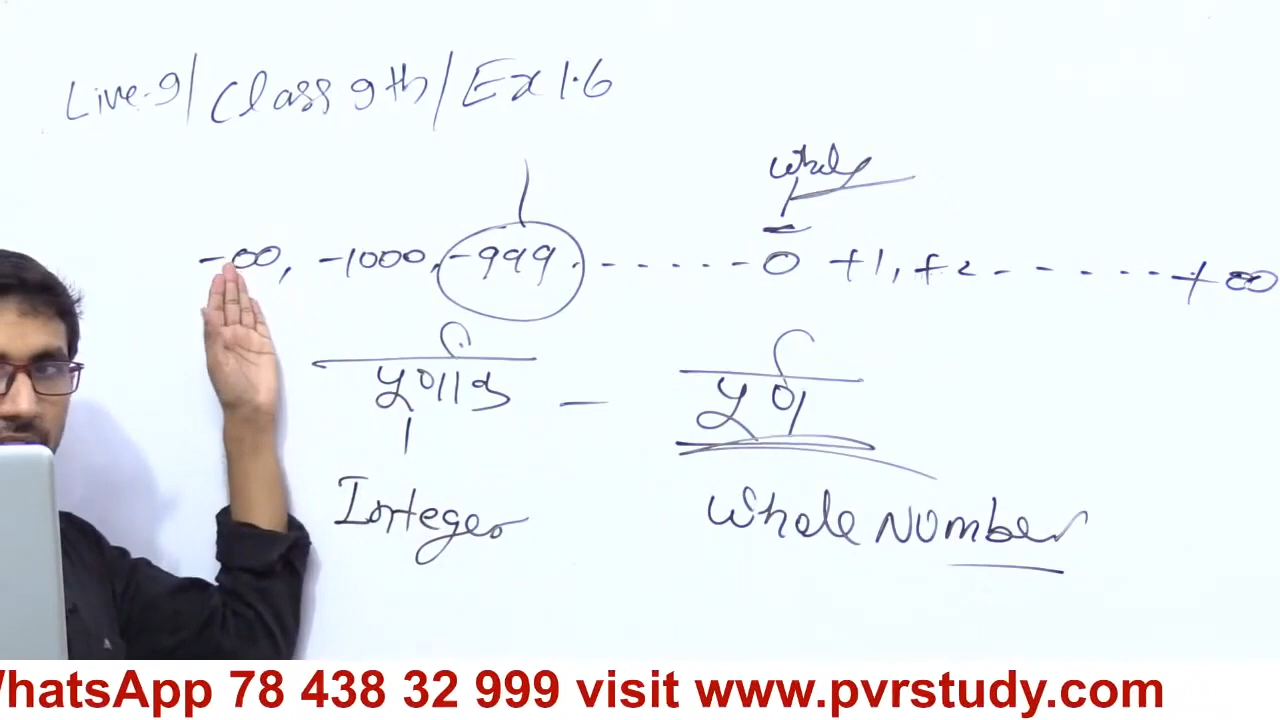 Live-9/Class 9th/Ex 1.6
whole
-∞, -1000, -999. - - - - - - 0 +1, +2 - - - - - - +∞
पूर्णांक - पूर्ण
Integer Whole Number
WhatsApp 78 438 32 999 visit www.pvrstudy.com